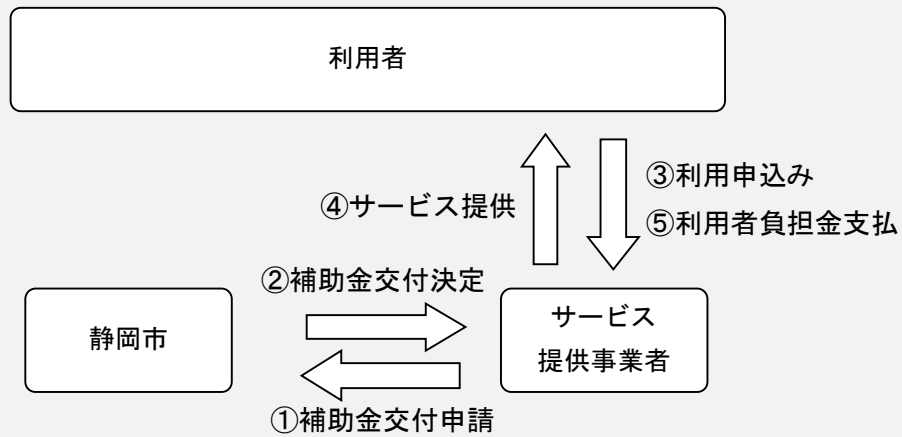 利用者
④サービス提供
③利用申込み
⑤利用者負担金支払
②補助金交付決定
静岡市
サービス
提供事業者
①補助金交付申請